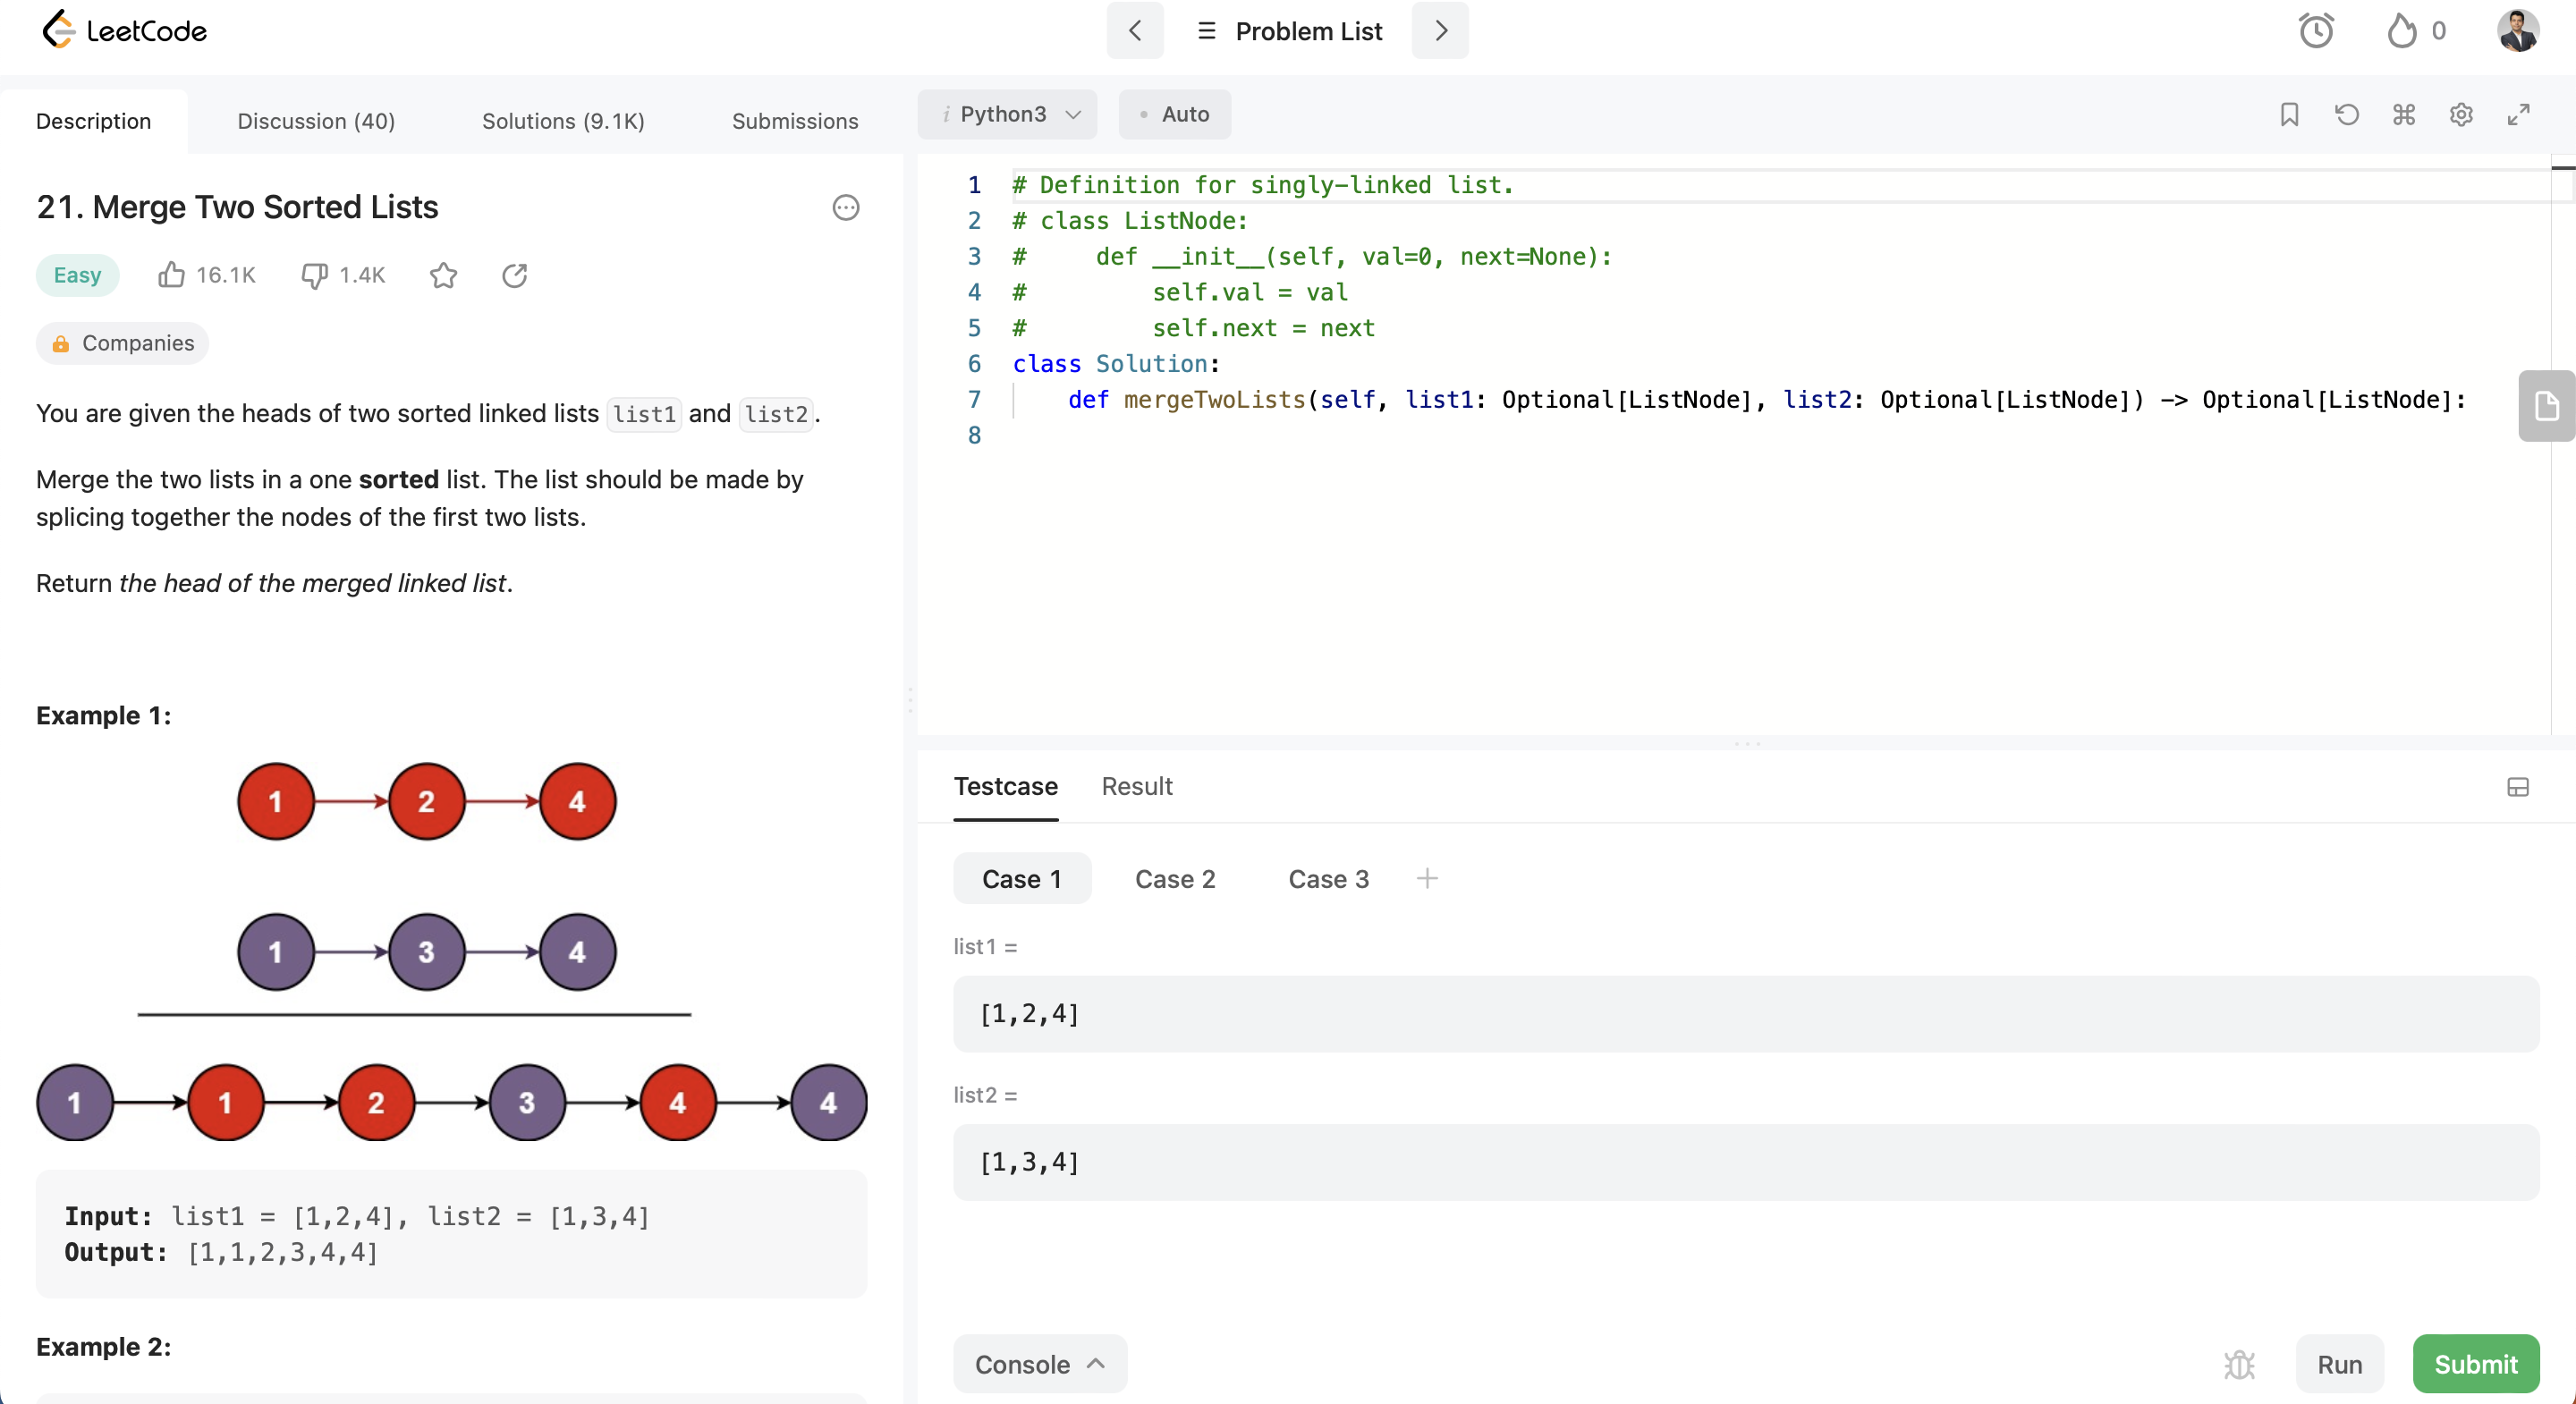 LeetCode
Problem List
0
Description
Discussion (40)
Solutions (9.1K)
Submissions
21. Merge Two Sorted Lists
Easy
16.1K
1.4K
Companies
You are given the heads of two sorted linked lists list1 and list2.
Merge the two lists in a one sorted list. The list should be made by
splicing together the nodes of the first two lists.
Return the head of the merged linked list.
Example 1:
1 2 4
1 3 4
1 1 2 3 4 4
Input: list1 = [1,2,4], list2 = [1,3,4]
Output: [1,1,2,3,4,4]
Example 2:
i Python3
Auto
1 # Definition for singly-linked list.
2 # class ListNode:
3 #     def __init__(self, val=0, next=None):
4 #         self.val = val
5 #         self.next = next
6 class Solution:
7     def mergeTwoLists(self, list1: Optional[ListNode], list2: Optional[ListNode]) -> Optional[ListNode]:
8
Testcase
Result
Case 1
Case 2
Case 3
list1 =
[1,2,4]
list2 =
[1,3,4]
Console
Run
Submit